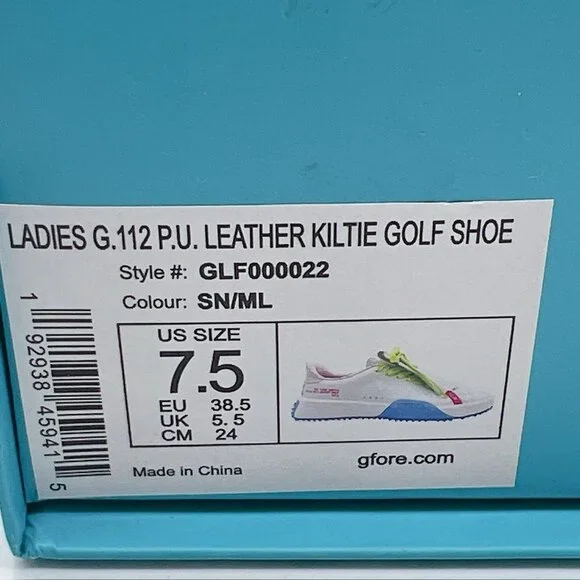 LADIES G.112 P.U. LEATHER KILTIE GOLF SHOE
Style #: GLF000022
Colour: SN/ML
US SIZE
7.5
EU 38.5
UK 5.5
CM 24
Made in China
gfore.com
1 92938 45941 5